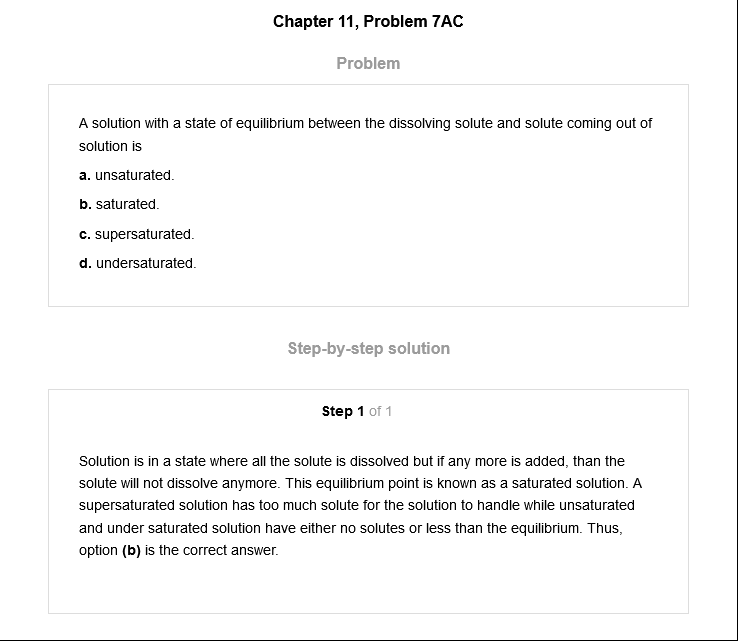 Chapter 11, Problem 7AC
Problem
A solution with a state of equilibrium between the dissolving solute and solute coming out of
solution is
a. unsaturated.
b. saturated.
c. supersaturated.
d. undersaturated.
Step-by-step solution
Step 1 of 1
Solution is in a state where all the solute is dissolved but if any more is added, than the
solute will not dissolve anymore. This equilibrium point is known as a saturated solution. A
supersaturated solution has too much solute for the solution to handle while unsaturated
and under saturated solution have either no solutes or less than the equilibrium. Thus,
option (b) is the correct answer.